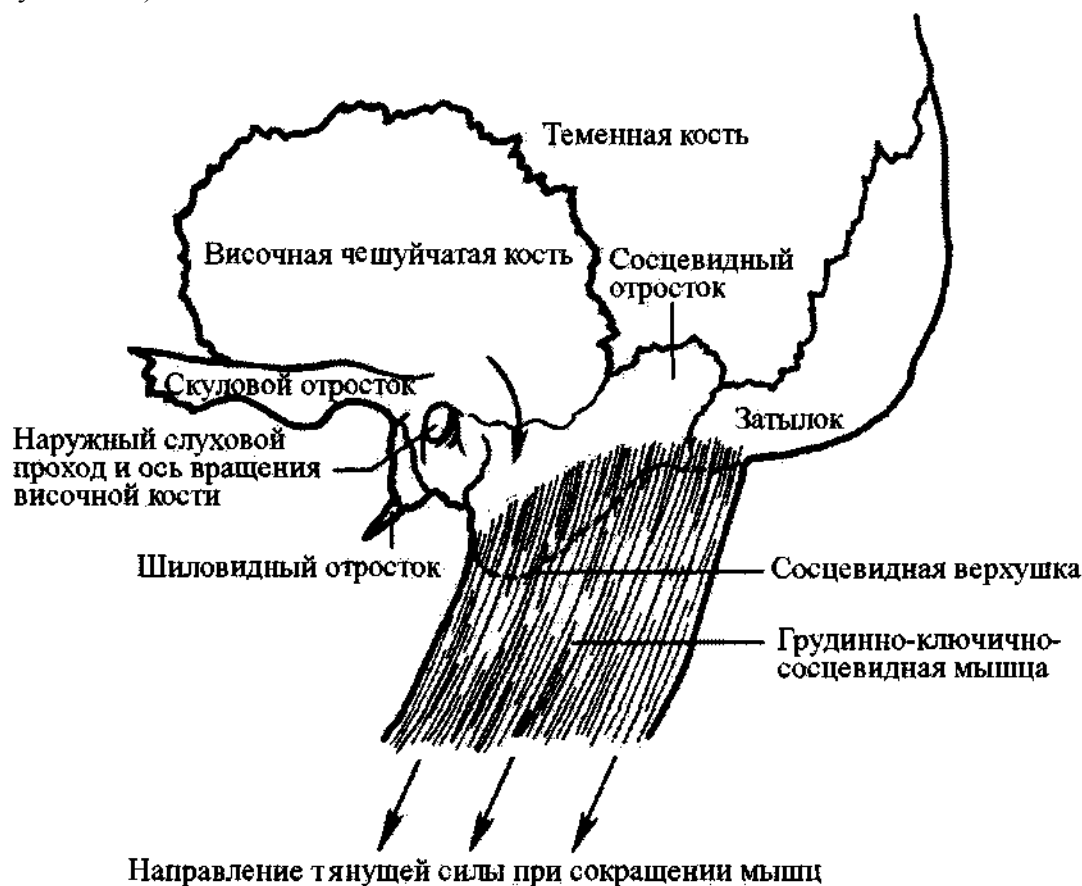 Теменная кость
Височная чешуйчатая кость
Сосцевидный
отросток
Скуловой отросток
Затылок
Наружный слуховой
проход и ось вращения
височной кости
Шиловидный отросток
Сосцевидная верхушка
Грудинно-ключично-
сосцевидная мышца
Направление тянущей силы при сокращении мышц